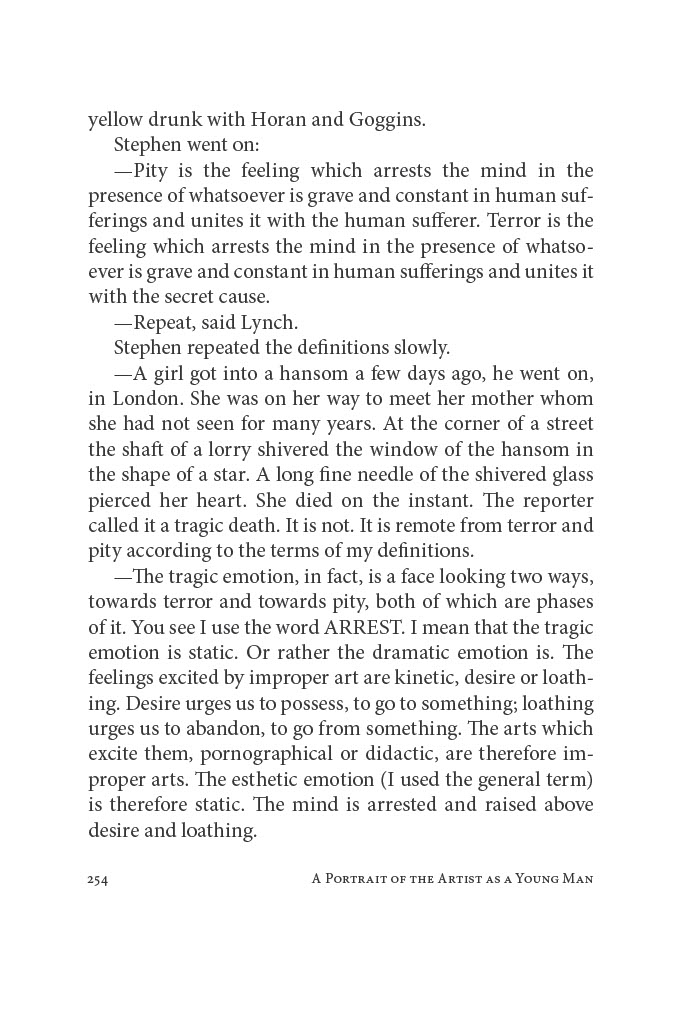 yellow drunk with Horan and Goggins.
Stephen went on:
—Pity is the feeling which arrests the mind in the
presence of whatsoever is grave and constant in human suf-
ferings and unites it with the human sufferer. Terror is the
feeling which arrests the mind in the presence of whatso-
ever is grave and constant in human sufferings and unites it
with the secret cause.
—Repeat, said Lynch.
Stephen repeated the definitions slowly.
—A girl got into a hansom a few days ago, he went on,
in London. She was on her way to meet her mother whom
she had not seen for many years. At the corner of a street
the shaft of a lorry shivered the window of the hansom in
the shape of a star. A long fine needle of the shivered glass
pierced her heart. She died on the instant. The reporter
called it a tragic death. It is not. It is remote from terror and
pity according to the terms of my definitions.
—The tragic emotion, in fact, is a face looking two ways,
towards terror and towards pity, both of which are phases
of it. You see I use the word ARREST. I mean that the tragic
emotion is static. Or rather the dramatic emotion is. The
feelings excited by improper art are kinetic, desire or loath-
ing. Desire urges us to possess, to go to something; loathing
urges us to abandon, to go from something. The arts which
excite them, pornographical or didactic, are therefore im-
proper arts. The esthetic emotion (I used the general term)
is therefore static. The mind is arrested and raised above
desire and loathing.
254 A Portrait of the Artist as a Young Man